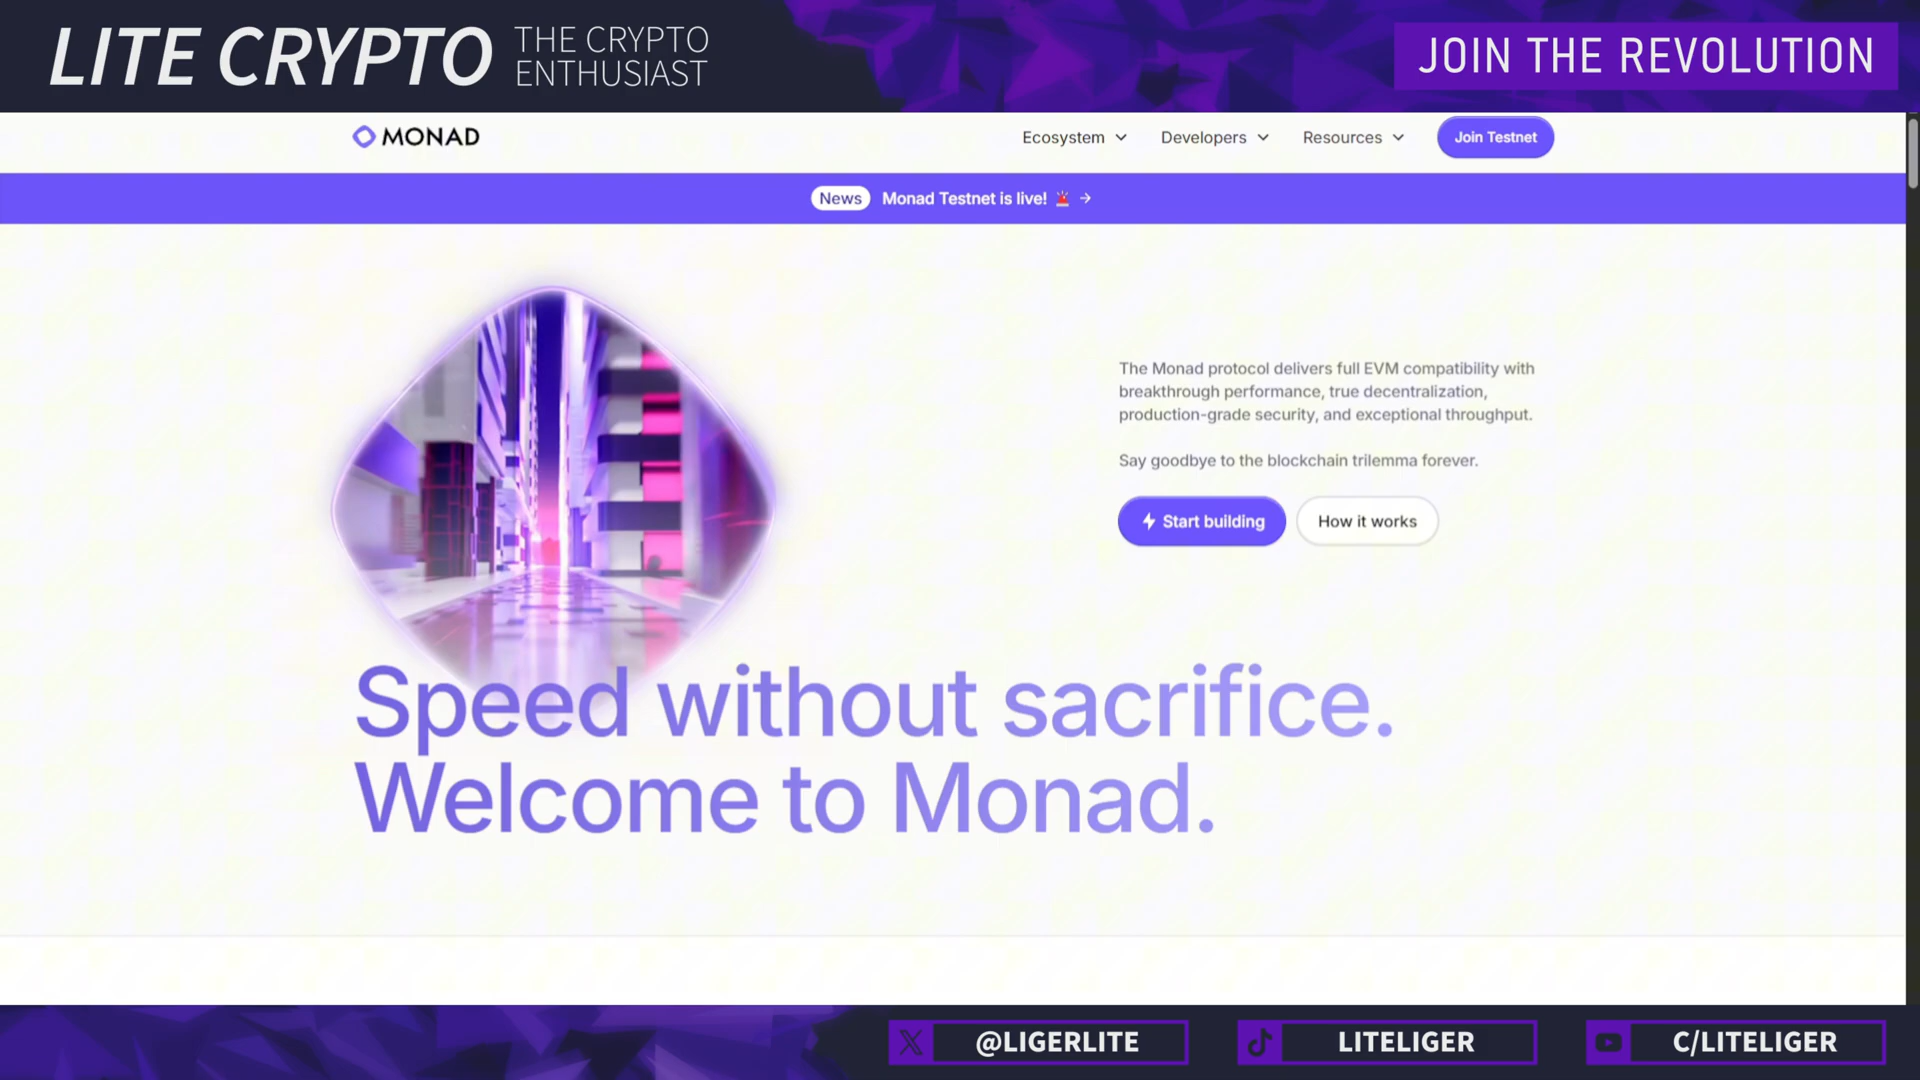 LITE CRYPTO
THE CRYPTO
ENTHUSIAST
JOIN THE REVOLUTION
MONAD
Ecosystem
Developers
Resources
Join Testnet
News
Monad Testnet is live! 🚨 →
The Monad protocol delivers full EVM compatibility with
breakthrough performance, true decentralization,
production-grade security, and exceptional throughput.
Say goodbye to the blockchain trilemma forever.
Start building
How it works
Speed without sacrifice.
Welcome to Monad.
@LIGERLITE
LITELIGER
C/LITELIGER